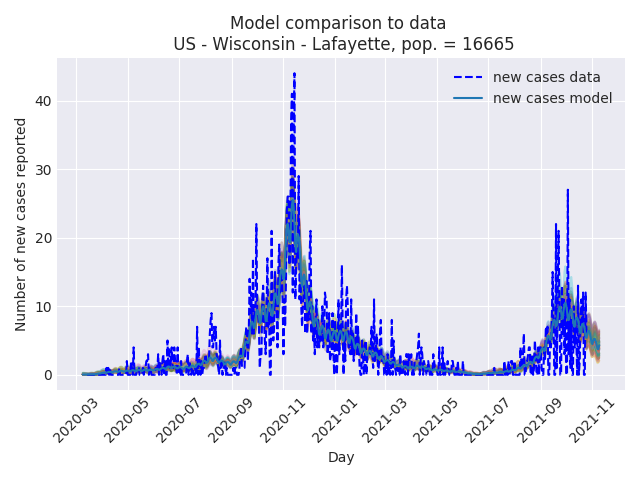 Model comparison to data
US - Wisconsin - Lafayette, pop. = 16665
new cases data
new cases model
Number of new cases reported
40
30
20
10
0
2020-03
2020-05
2020-07
2020-09
2020-11
2021-01
2021-03
2021-05
2021-07
2021-09
2021-11
Day